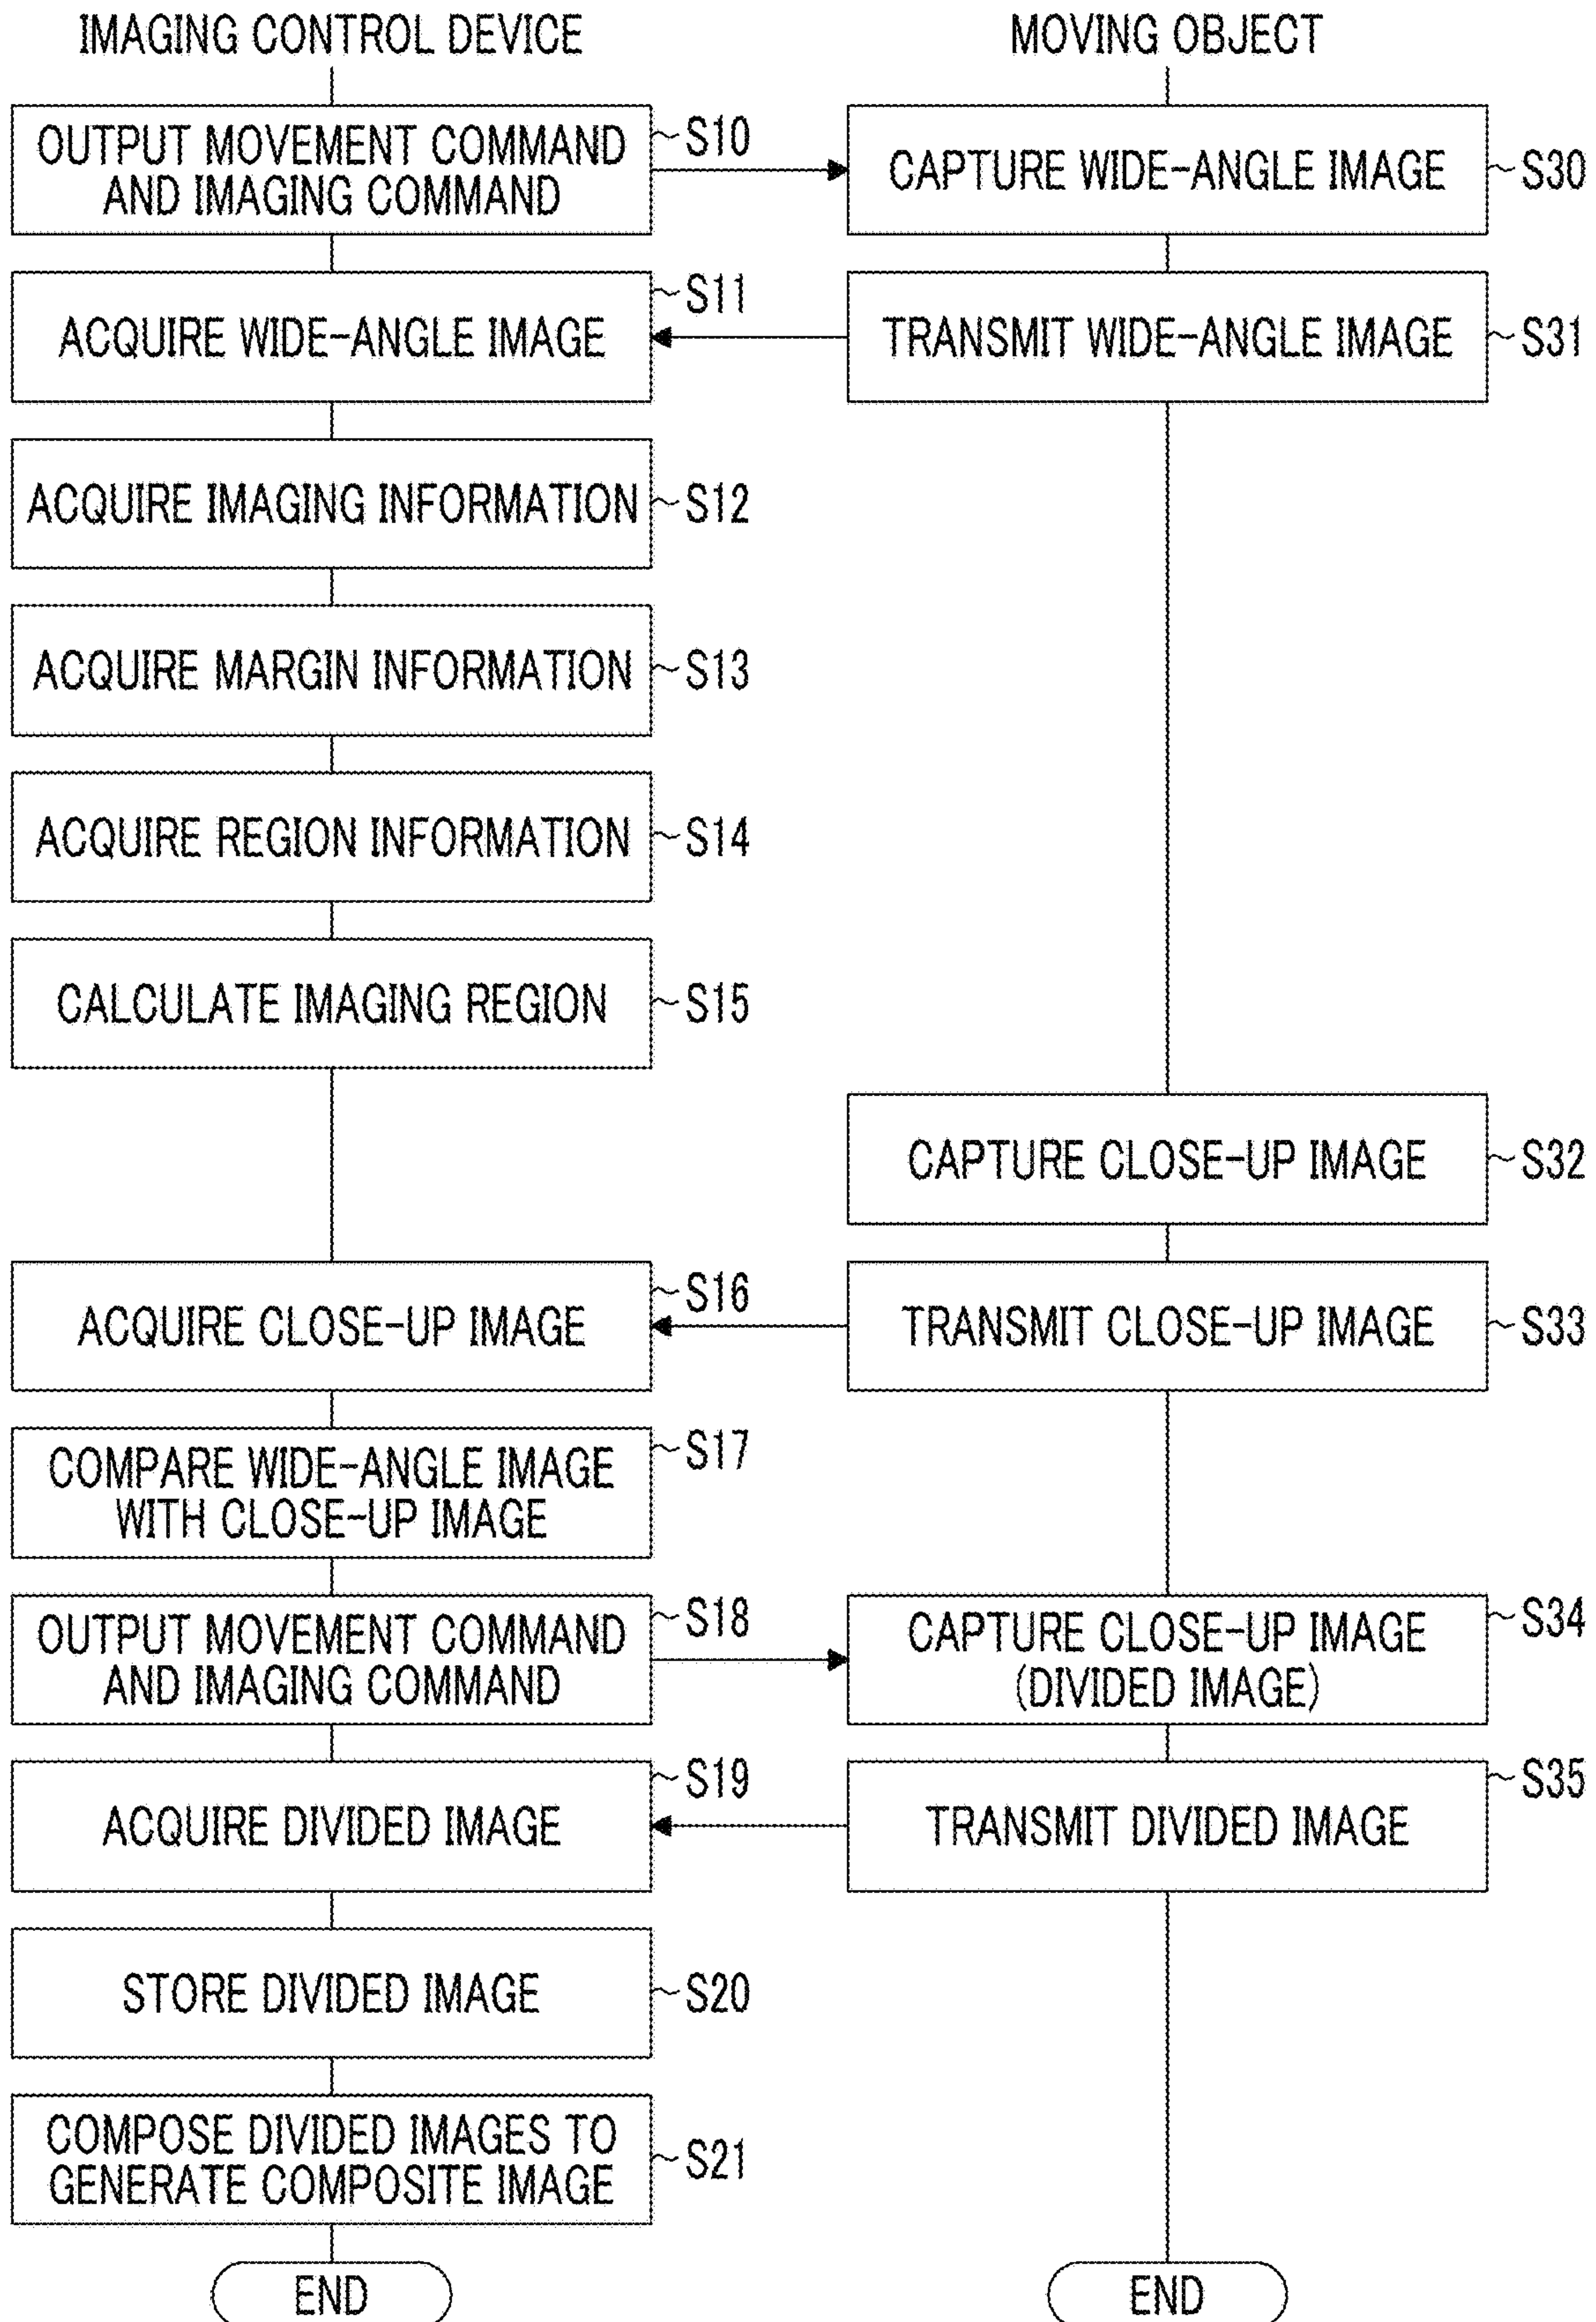 IMAGING CONTROL DEVICE
MOVING OBJECT
OUTPUT MOVEMENT COMMAND
AND IMAGING COMMAND
S10
CAPTURE WIDE-ANGLE IMAGE
S30
ACQUIRE WIDE-ANGLE IMAGE
S11
TRANSMIT WIDE-ANGLE IMAGE
S31
ACQUIRE IMAGING INFORMATION
S12
ACQUIRE MARGIN INFORMATION
S13
ACQUIRE REGION INFORMATION
S14
CALCULATE IMAGING REGION
S15
CAPTURE CLOSE-UP IMAGE
S32
ACQUIRE CLOSE-UP IMAGE
S16
TRANSMIT CLOSE-UP IMAGE
S33
COMPARE WIDE-ANGLE IMAGE
WITH CLOSE-UP IMAGE
S17
OUTPUT MOVEMENT COMMAND
AND IMAGING COMMAND
S18
CAPTURE CLOSE-UP IMAGE
(DIVIDED IMAGE)
S34
ACQUIRE DIVIDED IMAGE
S19
TRANSMIT DIVIDED IMAGE
S35
STORE DIVIDED IMAGE
S20
COMPOSE DIVIDED IMAGES TO
GENERATE COMPOSITE IMAGE
S21
END
END